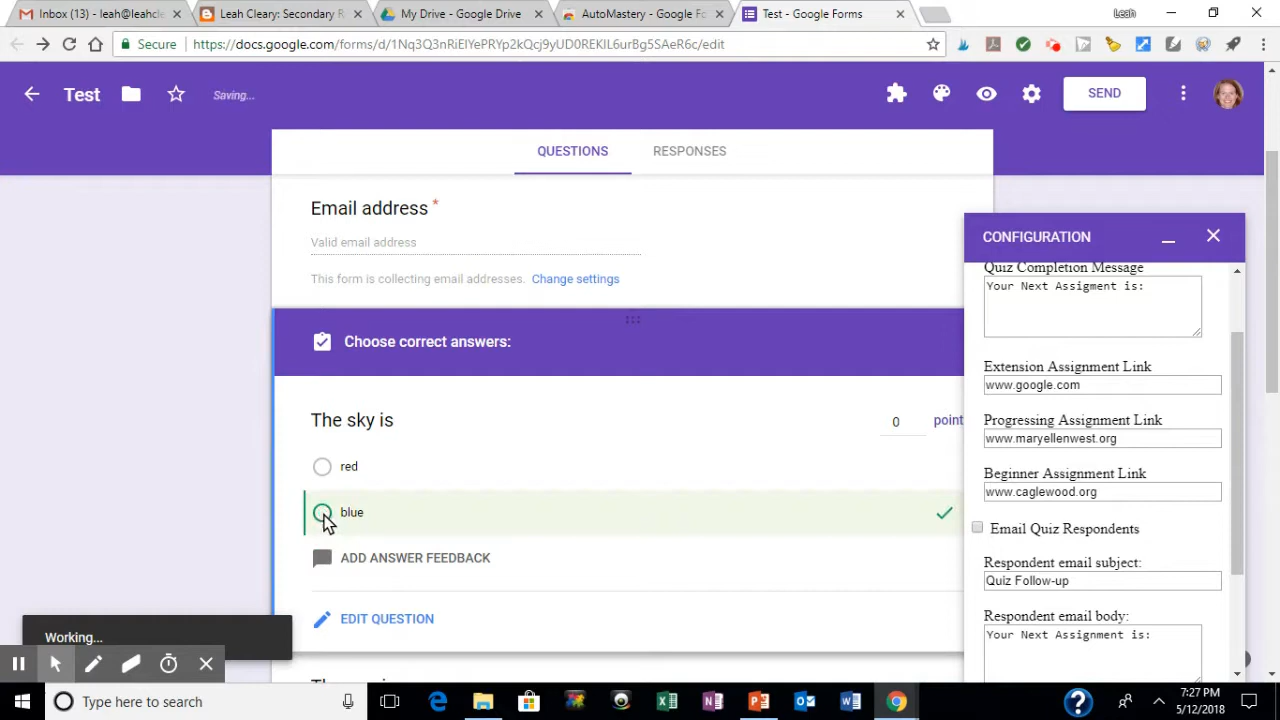 Inbox (13) - leah@leahcl
Leah Cleary: Secondary R
My Drive - Google Drive
AutoMastery - Google Fo
Test - Google Forms
Leah
Secure
https://docs.google.com/forms/d/1Nq3Q3nRiEIYePRYp2kQcj9yUD0REKIL6urBg5SAeR6c/edit
Test
Saving...
SEND
QUESTIONS
RESPONSES
Email address *
Valid email address
This form is collecting email addresses. Change settings
Choose correct answers:
The sky is
0
point
red
blue
ADD ANSWER FEEDBACK
EDIT QUESTION
CONFIGURATION
Quiz Completion Message
Your Next Assigment is:
Extension Assignment Link
www.google.com
Progressing Assignment Link
www.maryellenwest.org
Beginner Assignment Link
www.caglewood.org
Email Quiz Respondents
Respondent email subject:
Quiz Follow-up
Respondent email body:
Your Next Assignment is:
Working...
Type here to search
7:27 PM
5/12/2018